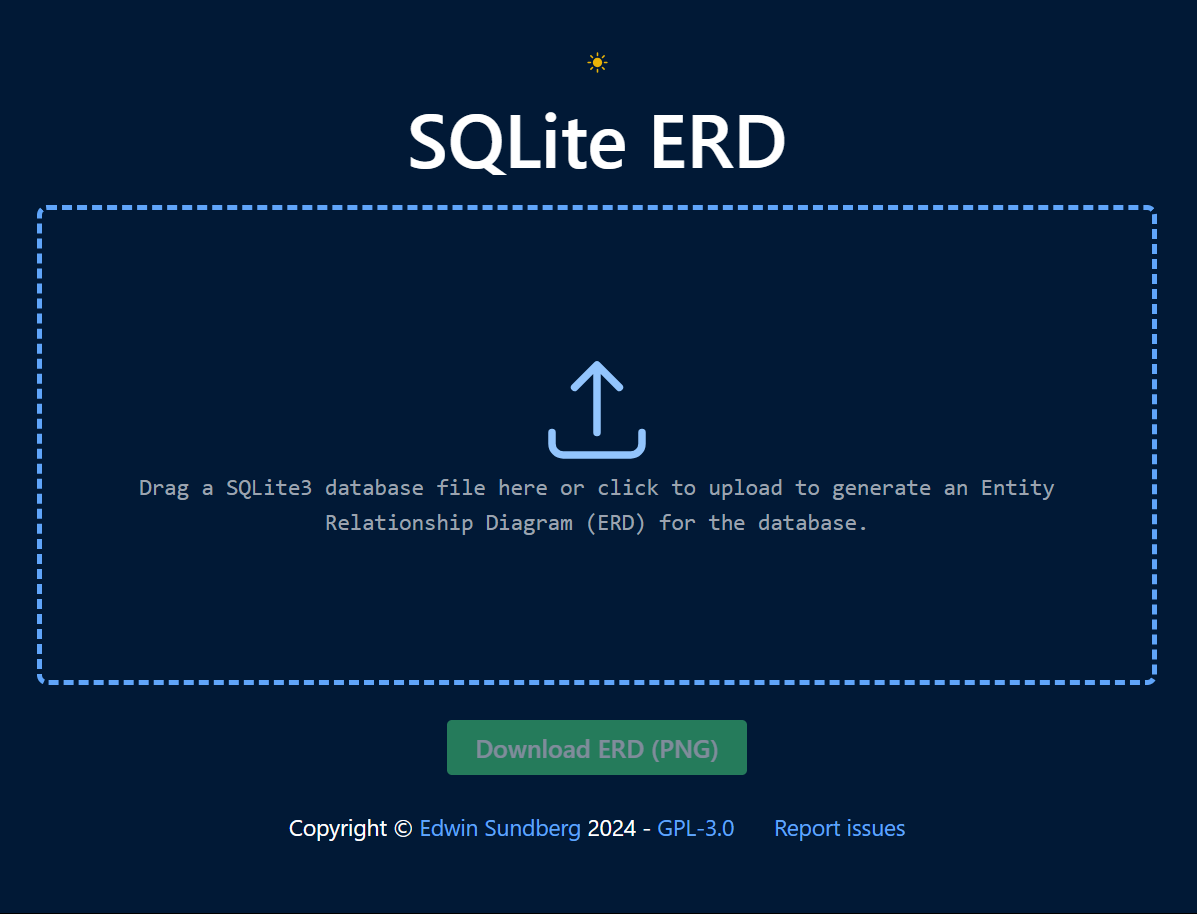 SQLite ERD
Drag a SQLite3 database file here or click to upload to generate an Entity
Relationship Diagram (ERD) for the database.
Download ERD (PNG)
Copyright © Edwin Sundberg 2024 - GPL-3.0 Report issues